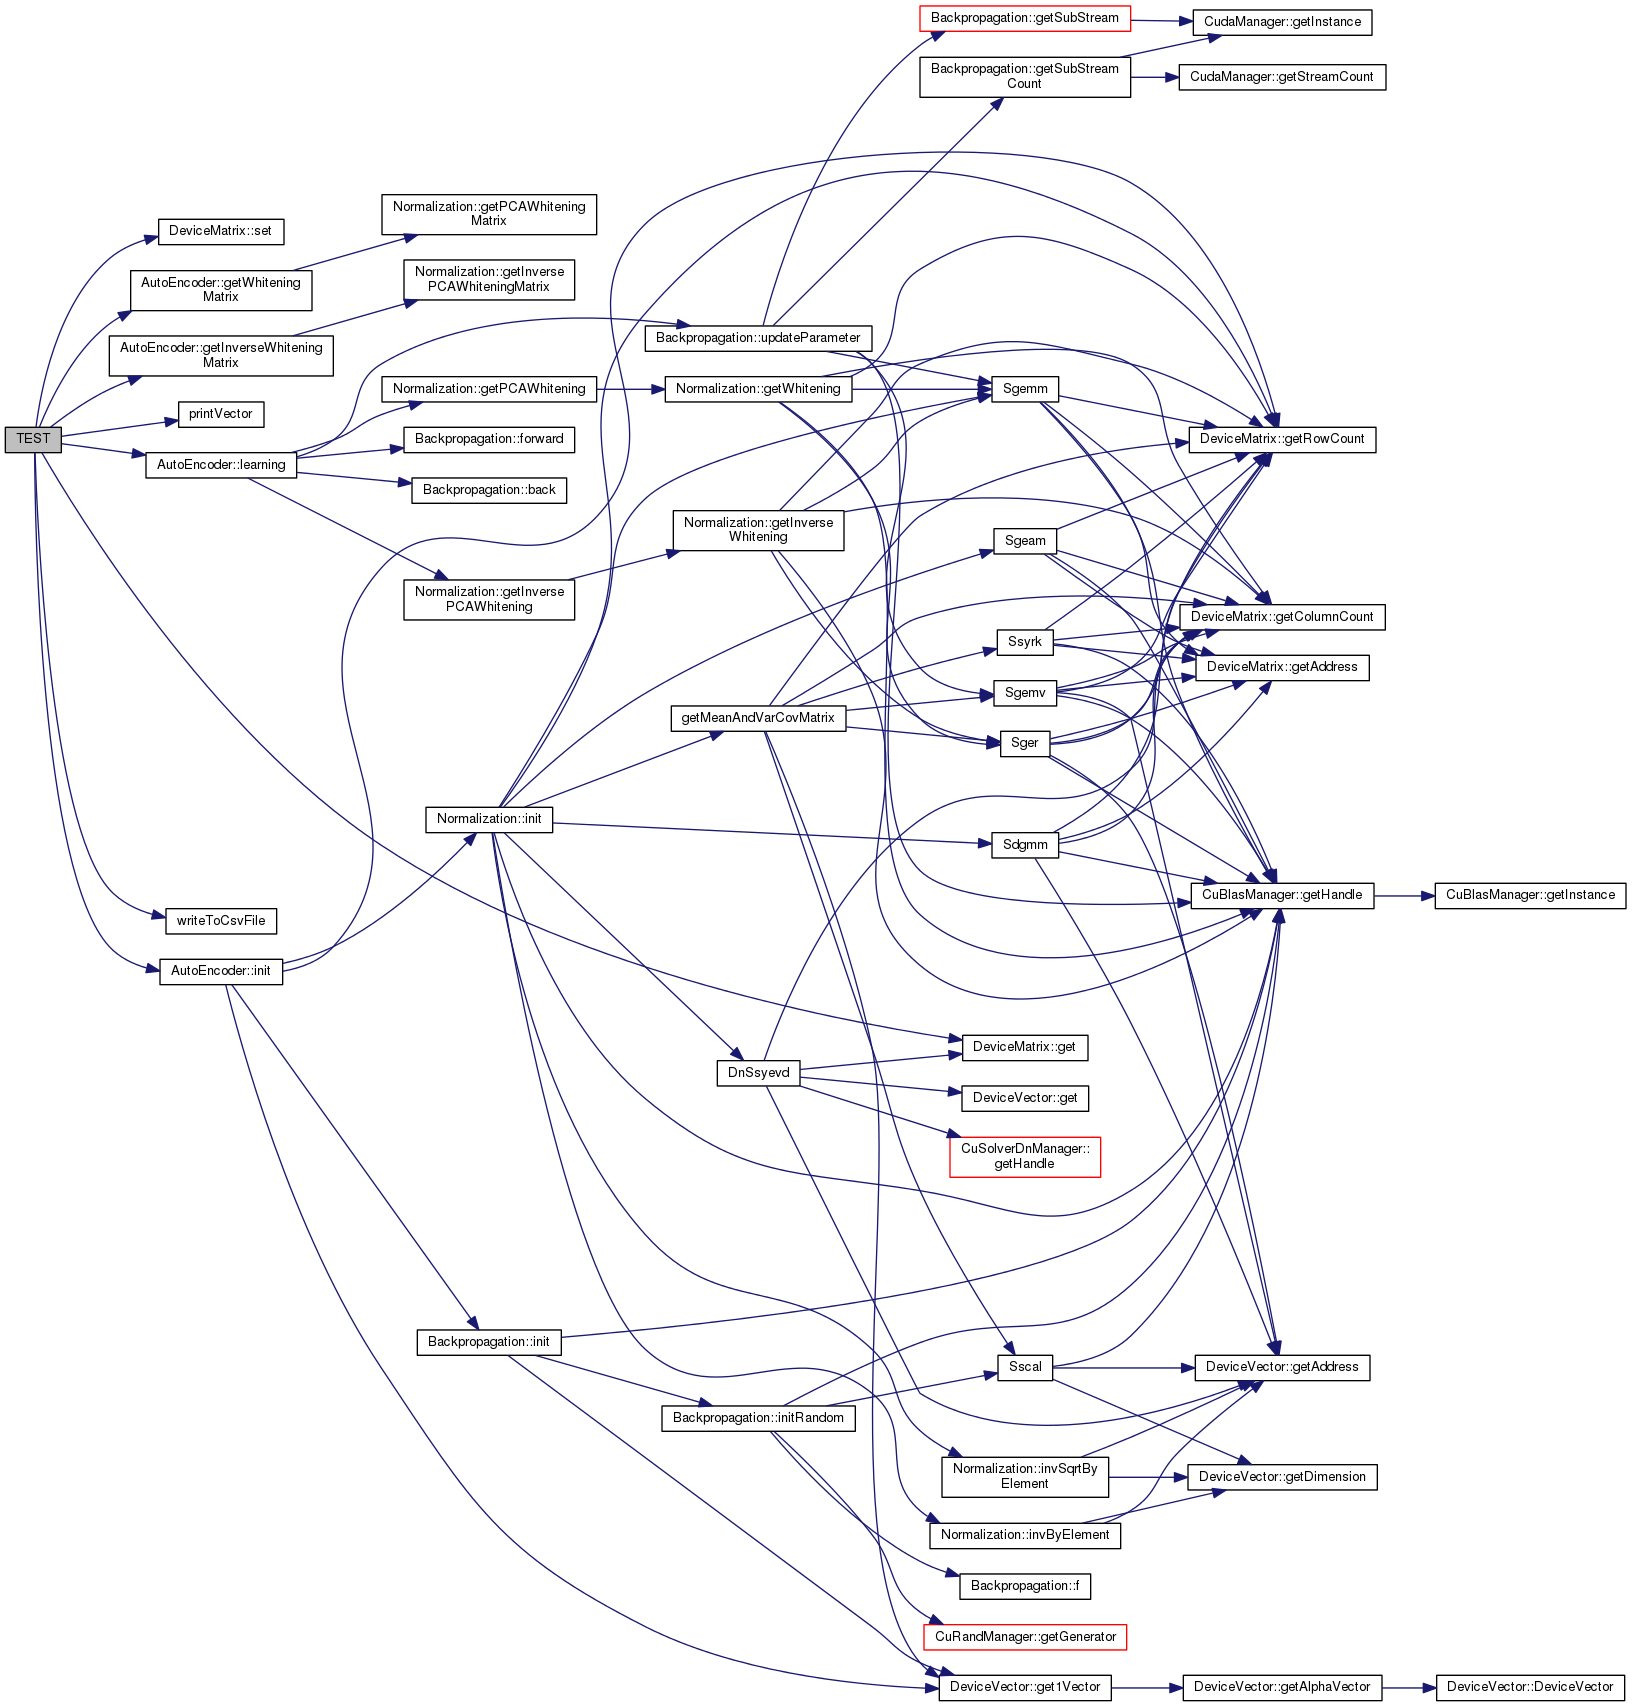 TEST
DeviceMatrix::set
AutoEncoder::getWhitening
Matrix
AutoEncoder::getInverseWhitening
Matrix
printVector
AutoEncoder::learning
writeToCsvFile
AutoEncoder::init
Normalization::getPCAWhitening
Matrix
Normalization::getInverse
PCAWhiteningMatrix
Normalization::getPCAWhitening
Backpropagation::forward
Backpropagation::back
Normalization::getInverse
PCAWhitening
Normalization::init
Backpropagation::init
Backpropagation::updateParameter
Normalization::getWhitening
Normalization::getInverse
Whitening
getMeanAndVarCovMatrix
DnSsyevd
Backpropagation::initRandom
Backpropagation::getSubStream
Backpropagation::getSubStream
Count
Sgemm
Sgeam
Ssyrk
Sgemv
Sger
Sdgmm
DeviceMatrix::get
DeviceVector::get
CuSolverDnManager::
getHandle
Sscal
Normalization::invSqrtBy
Element
Normalization::invByElement
Backpropagation::f
CuRandManager::getGenerator
DeviceVector::get1Vector
CudaManager::getInstance
CudaManager::getStreamCount
DeviceMatrix::getRowCount
DeviceMatrix::getColumnCount
DeviceMatrix::getAddress
CuBlasManager::getHandle
DeviceVector::getAddress
DeviceVector::getDimension
DeviceVector::getAlphaVector
CuBlasManager::getInstance
DeviceVector::DeviceVector